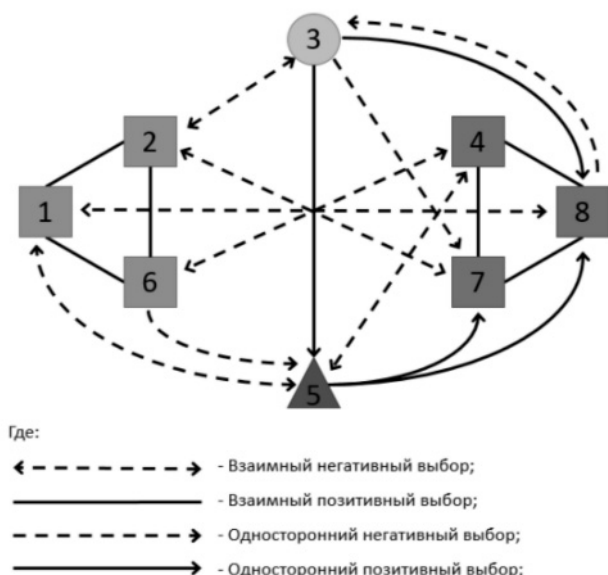 3
2
4
1
8
6
7
5
Где:
- Взаимный негативный выбор;
- Взаимный позитивный выбор;
- Односторонний негативный выбор;
- Односторонний позитивный выбор;